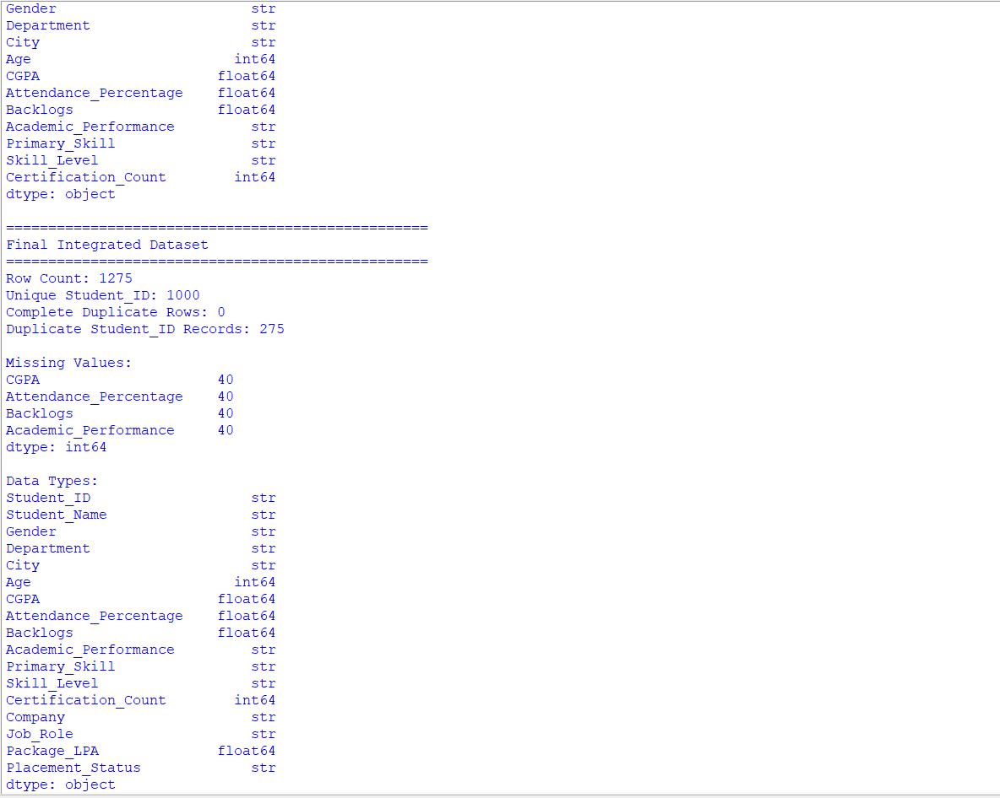 Gender                       str
Department                   str
City                         str
Age                        int64
CGPA                     float64
Attendance_Percentage    float64
Backlogs                 float64
Academic_Performance         str
Primary_Skill                str
Skill_Level                  str
Certification_Count        int64
dtype: object

==================================================
Final Integrated Dataset
==================================================
Row Count: 1275
Unique Student_ID: 1000
Complete Duplicate Rows: 0
Duplicate Student_ID Records: 275

Missing Values:
CGPA                     40
Attendance_Percentage    40
Backlogs                 40
Academic_Performance     40
dtype: int64

Data Types:
Student_ID                   str
Student_Name                 str
Gender                       str
Department                   str
City                         str
Age                        int64
CGPA                     float64
Attendance_Percentage    float64
Backlogs                 float64
Academic_Performance         str
Primary_Skill                str
Skill_Level                  str
Certification_Count        int64
Company                      str
Job_Role                     str
Package_LPA              float64
Placement_Status             str
dtype: object